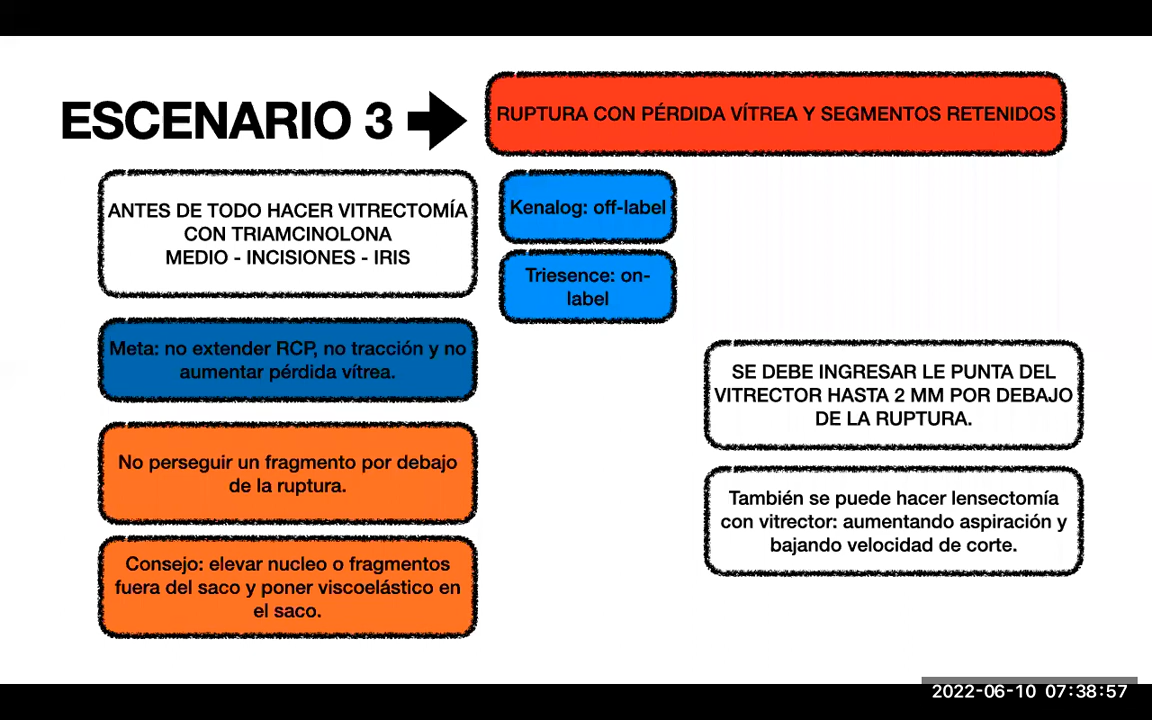 ESCENARIO 3
RUPTURA CON PÉRDIDA VÍTREA Y SEGMENTOS RETENIDOS
ANTES DE TODO HACER VITRECTOMÍA
CON TRIAMCINOLONA
MEDIO - INCISIONES - IRIS
Kenalog: off-label
Triesence: on-
label
Meta: no extender RCP, no tracción y no
aumentar pérdida vítrea.
No perseguir un fragmento por debajo
de la ruptura.
Consejo: elevar nucleo o fragmentos
fuera del saco y poner viscoelástico en
el saco.
SE DEBE INGRESAR LE PUNTA DEL
VITRECTOR HASTA 2 MM POR DEBAJO
DE LA RUPTURA.
También se puede hacer lensectomía
con vitrector: aumentando aspiración y
bajando velocidad de corte.
2022-06-10 07:38:57